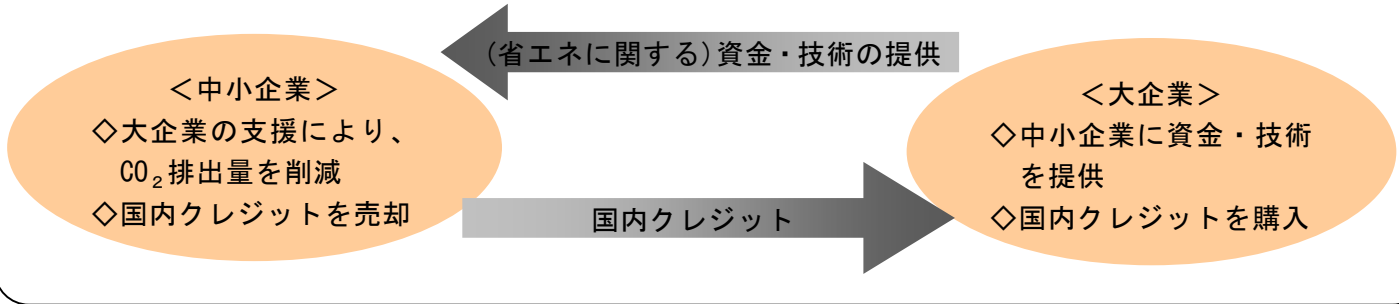 (省エネに関する)資金・技術の提供
＜中小企業＞
◇大企業の支援により、
CO₂排出量を削減
◇国内クレジットを売却
国内クレジット
＜大企業＞
◇中小企業に資金・技術
を提供
◇国内クレジットを購入